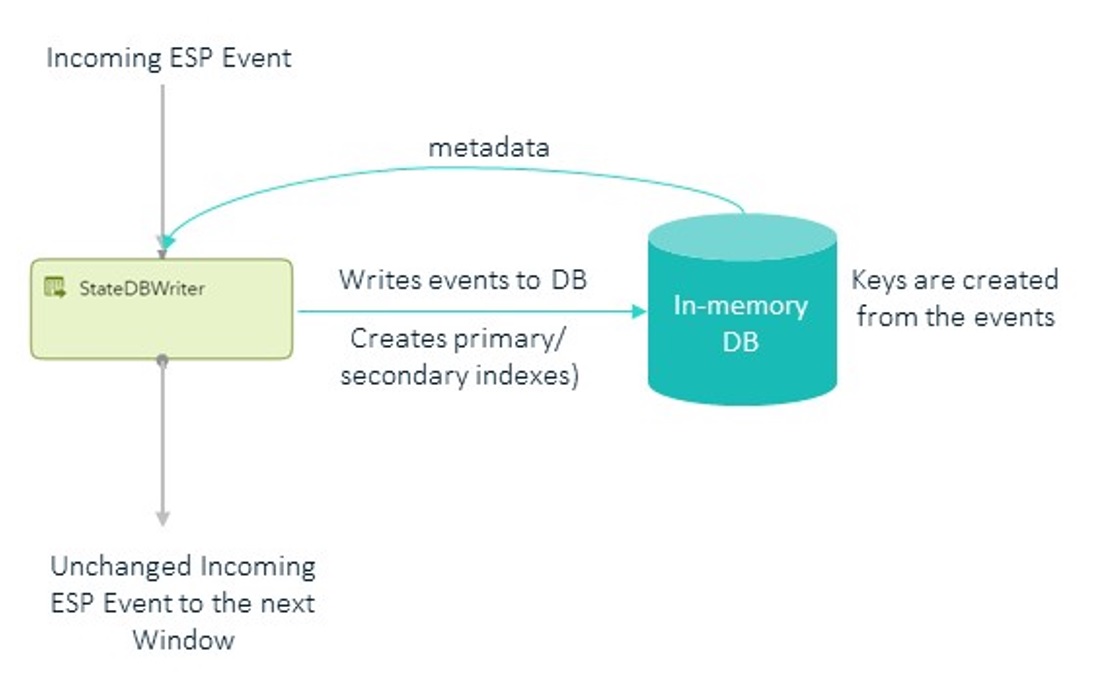 Incoming ESP Event
metadata
StateDBWriter
Writes events to DB
Creates primary/
secondary indexes)
In-memory
DB
Keys are created
from the events
Unchanged Incoming
ESP Event to the next
Window